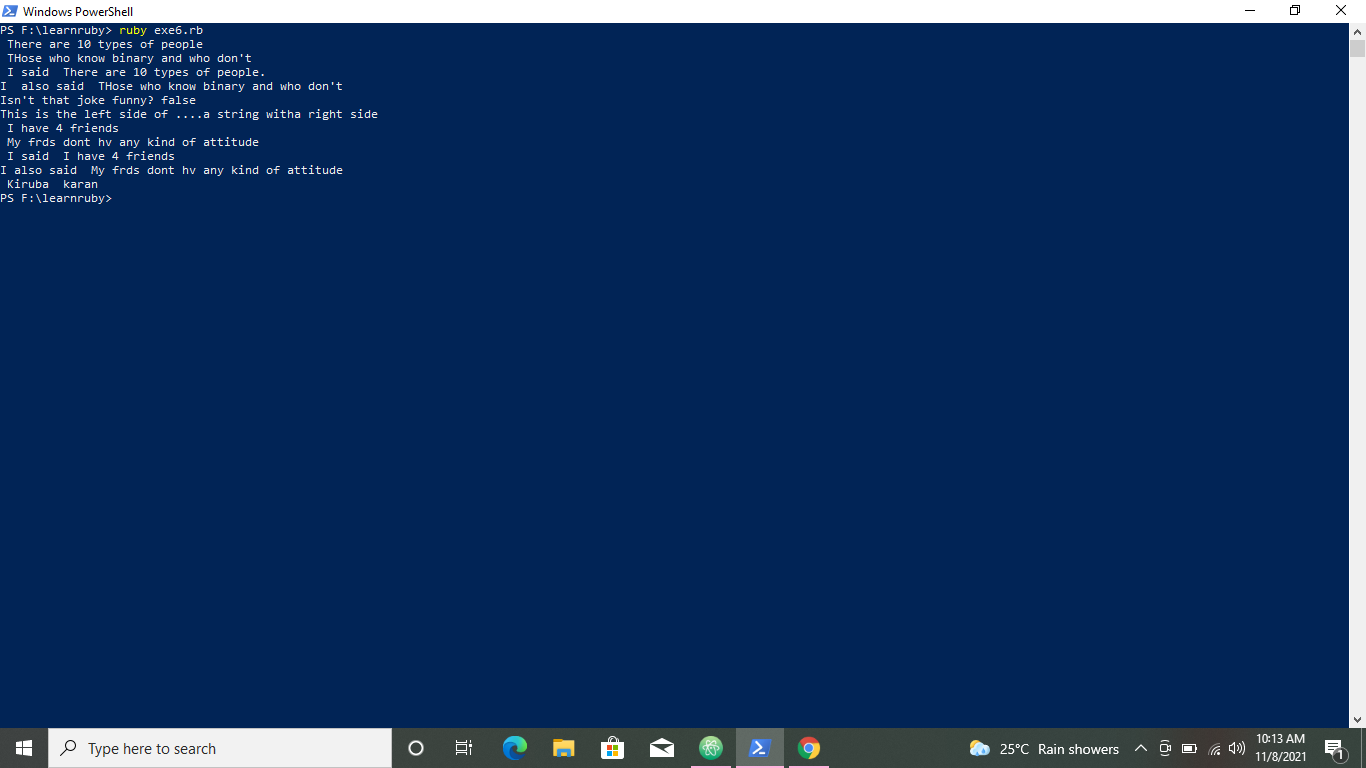 Windows PowerShell
PS F:\learnruby> ruby exe6.rb
There are 10 types of people
THose who know binary and who don't
I said  There are 10 types of people.
I  also said  THose who know binary and who don't
Isn't that joke funny? false
This is the left side of ....a string witha right side
I have 4 friends
My frds dont hv any kind of attitude
I said  I have 4 friends
I also said  My frds dont hv any kind of attitude
Kiruba  karan
PS F:\learnruby>
Type here to search
25°C  Rain showers
10:13 AM
11/8/2021
1